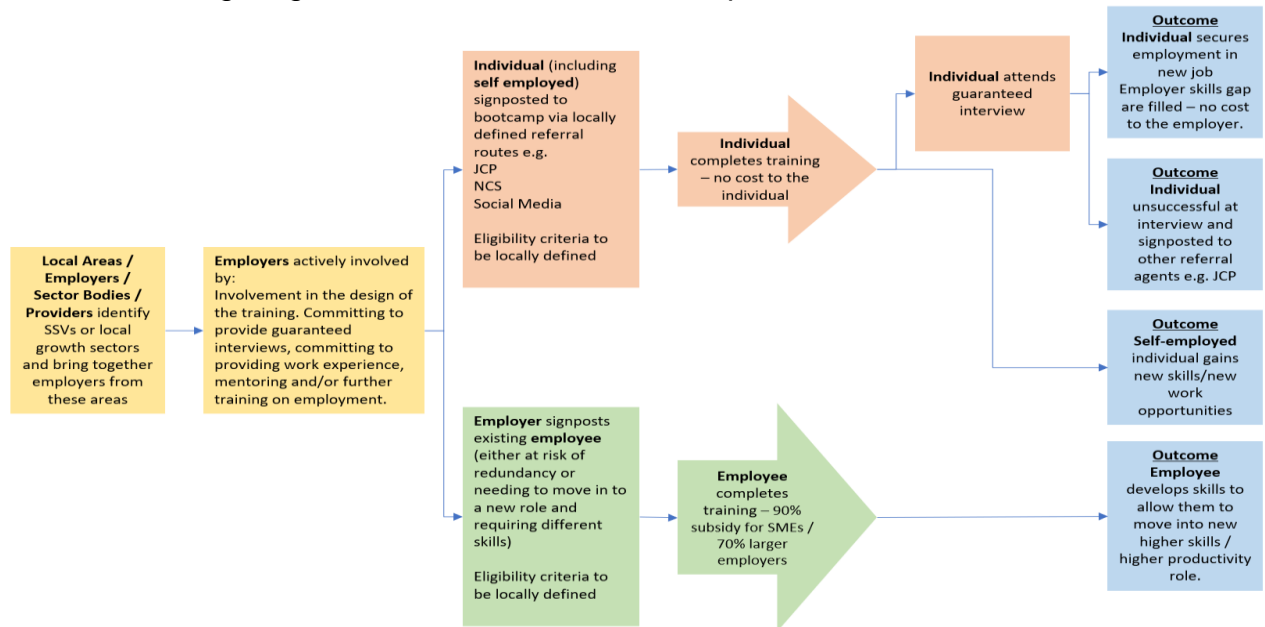 Local Areas /
Employers /
Sector Bodies /
Providers identify
SSVs or local
growth sectors
and bring together
employers from
these areas
Employers actively involved
by:
Involvement in the design of
the training. Committing to
provide guaranteed
interviews, committing to
providing work experience,
mentoring and/or further
training on employment.
Individual (including
self employed)
signposted to
bootcamp via locally
defined referral
routes e.g.
JCP
NCS
Social Media
Eligibility criteria to
be locally defined
Individual
completes training
– no cost to the
individual
Individual attends
guaranteed
interview
Outcome
Individual secures
employment in
new job
Employer skills gap
are filled – no cost
to the employer.
Outcome
Individual
unsuccessful at
interview and
signposted to
other referral
agents e.g. JCP
Outcome
Self-employed
individual gains
new skills/new
work
opportunities
Employer signposts
existing employee
(either at risk of
redundancy or
needing to move in to
a new role and
requiring different
skills)
Eligibility criteria to
be locally defined
Employee
completes
training – 90%
subsidy for SMEs /
70% larger
employers
Outcome
Employee
develops skills to
allow them to
move into new
higher skills /
higher productivity
role.